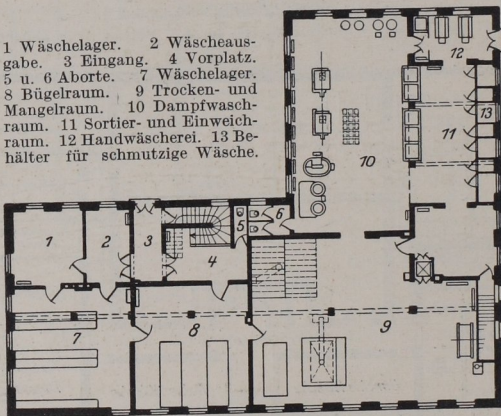 1 Wäschelager. 2 Wäscheaus-
gabe. 3 Eingang. 4 Vorplatz.
5 u. 6 Aborte. 7 Wäschelager.
8 Bügelraum. 9 Trocken- und
Mangelraum. 10 Dampfwasch-
raum. 11 Sortier- und Einweich-
raum. 12 Handwäscherei. 13 Be-
hälter für schmutzige Wäsche.
12
13
11
10
5 6
1 2 3 4
7 8 9